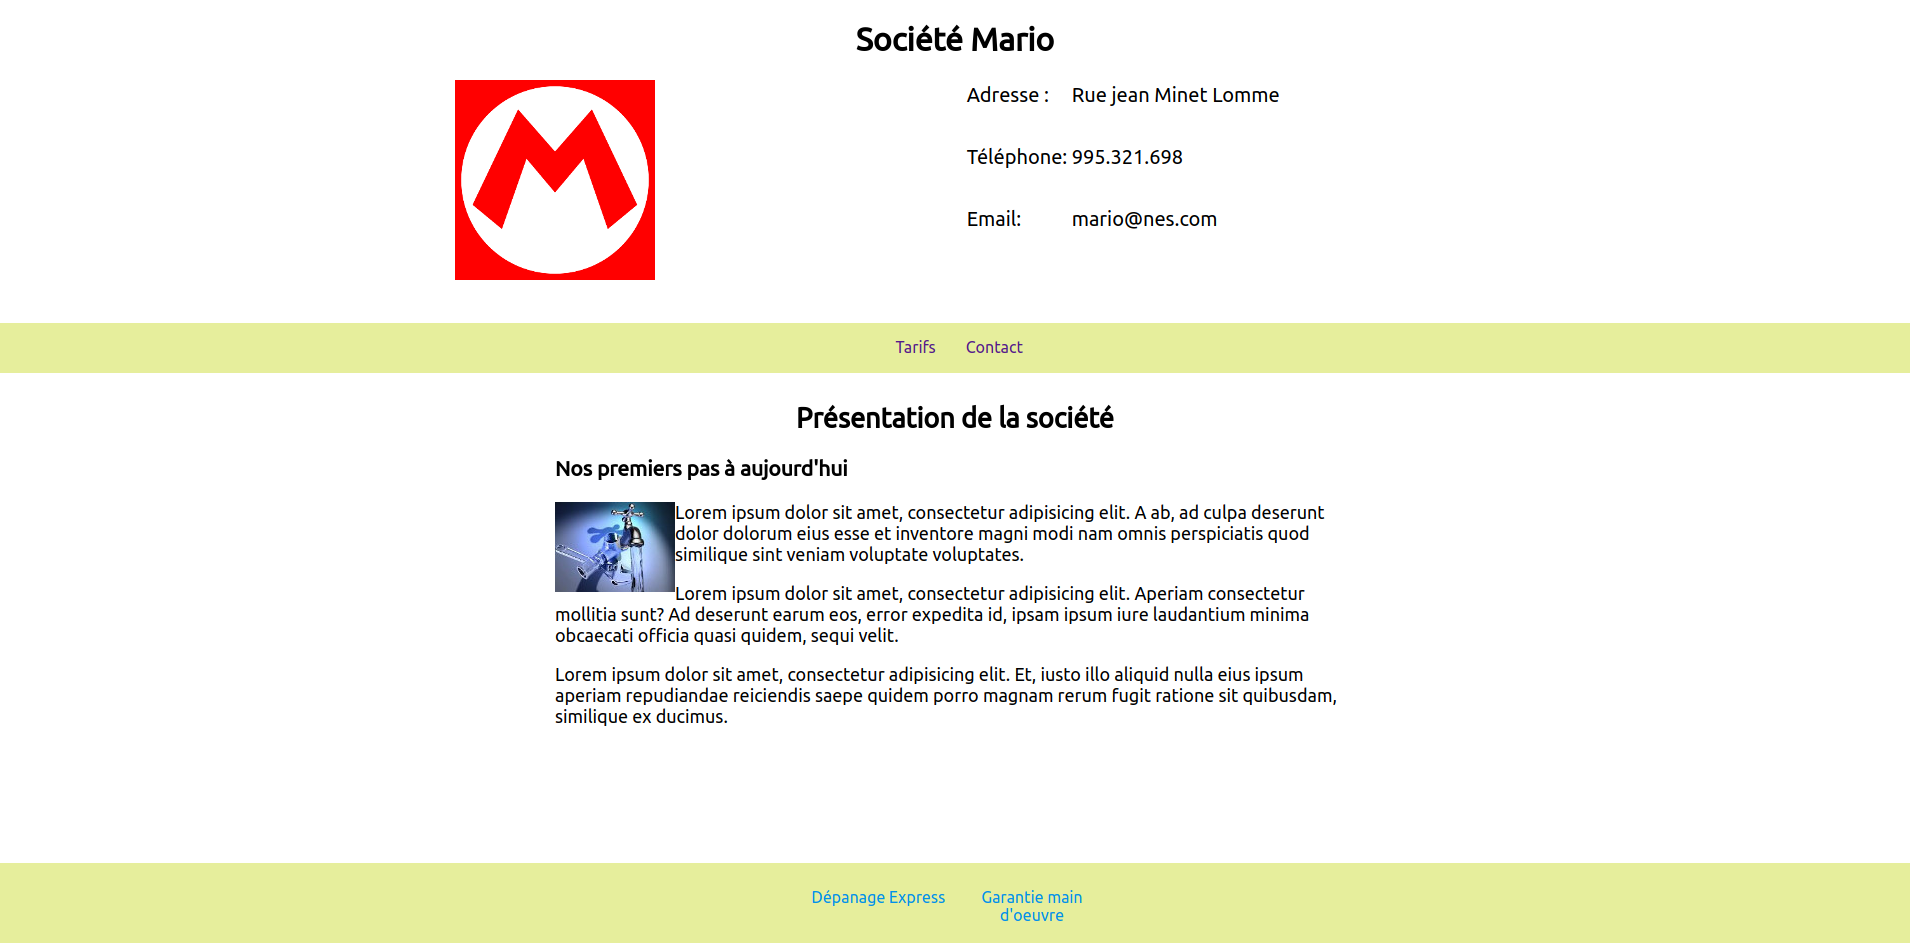 Société Mario
M
Adresse : Rue jean Minet Lomme
Téléphone: 995.321.698
Email: mario@nes.com
Tarifs Contact
Présentation de la société
Nos premiers pas à aujourd'hui
Lorem ipsum dolor sit amet, consectetur adipisicing elit. A ab, ad culpa deserunt
dolor dolorum eius esse et inventore magni modi nam omnis perspiciatis quod
similique sint veniam voluptate voluptates.
Lorem ipsum dolor sit amet, consectetur adipisicing elit. Aperiam consectetur
mollitia sunt? Ad deserunt earum eos, error expedita id, ipsam ipsum iure laudantium minima
obcaecati officia quasi quidem, sequi velit.
Lorem ipsum dolor sit amet, consectetur adipisicing elit. Et, iusto illo aliquid nulla eius ipsum
aperiam repudiandae reiciendis saepe quidem porro magnam rerum fugit ratione sit quibusdam,
similique ex ducimus.
Dépanage Express Garantie main
d'oeuvre